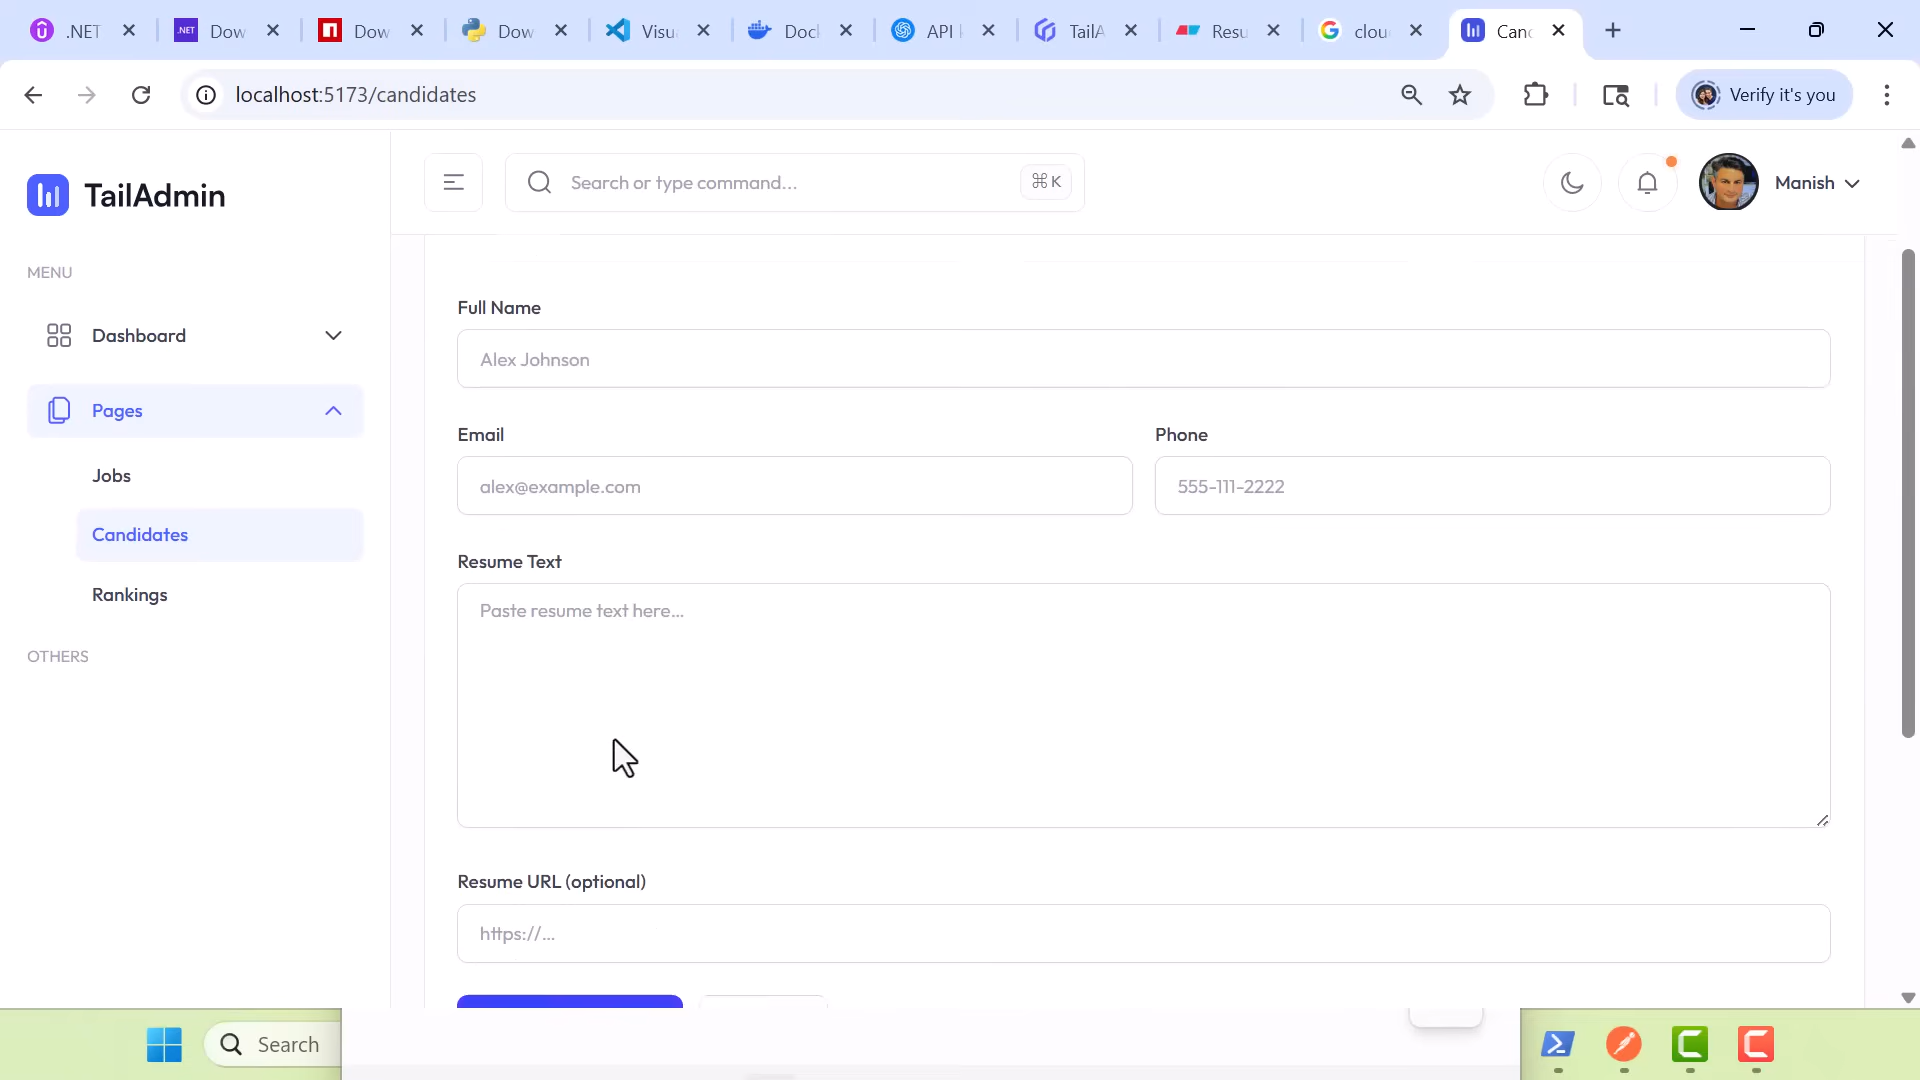 .NET
Dow
Dow
Dow
Visu
Dock
API k
TailA
Resu
clou
Canc
localhost:5173/candidates
Verify it's you
TailAdmin
Search or type command...
⌘ K
Manish
MENU
Dashboard
Pages
Jobs
Candidates
Rankings
OTHERS
Full Name
Alex Johnson
Email
Phone
alex@example.com
555-111-2222
Resume Text
Paste resume text here...
Resume URL (optional)
https://...
Search